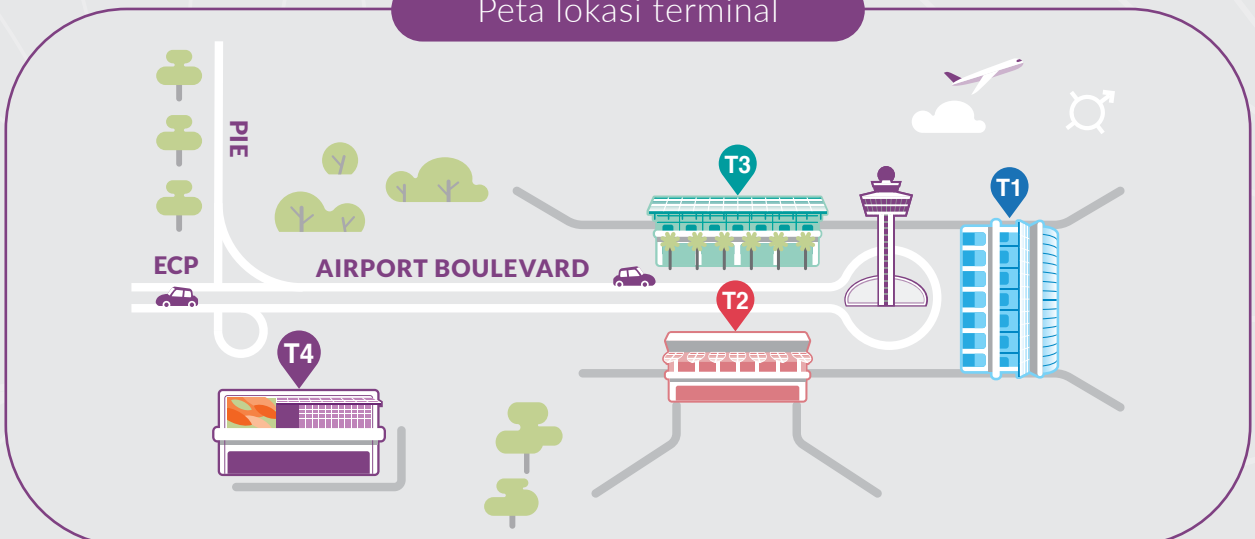 Peta lokasi terminal
PIE
T3
T1
ECP
AIRPORT BOULEVARD
T2
T4